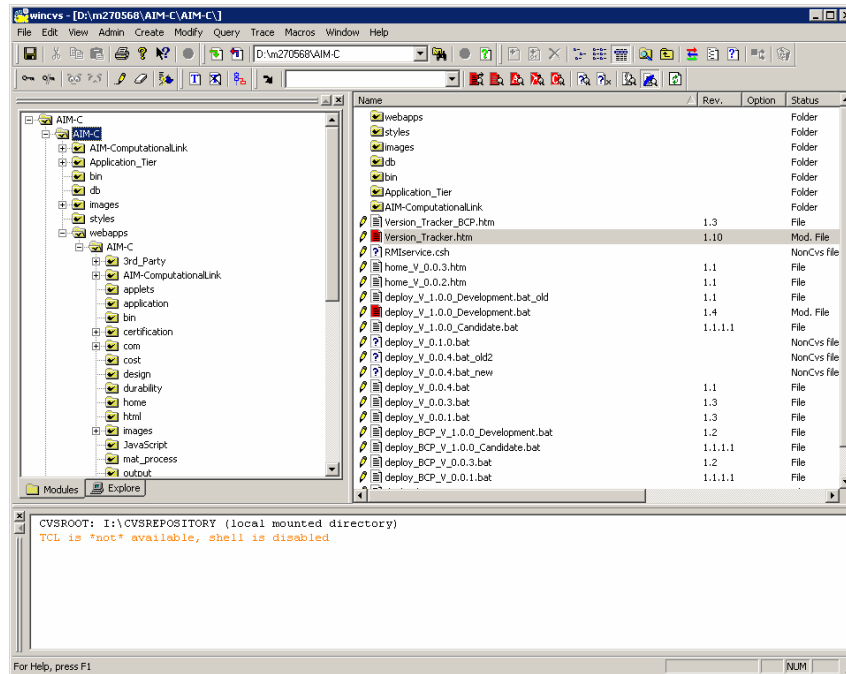 wincvs - [D:\m270568\AIM-C\AIM-C\]
File Edit View Admin Create Modify Query Trace Macros Window Help
D:\m270568\AIM-C
Name Rev. Option Status
AIM-C
AIM-C
AIM-ComputationalLink
Application_Tier
bin
db
images
styles
webapps
AIM-C
3rd_Party
AIM-ComputationalLink
applets
application
bin
certification
com
cost
design
durability
home
html
images
JavaScript
mat_process
output
Modules Explore
webapps Folder
styles Folder
images Folder
db Folder
bin Folder
Application_Tier Folder
AIM-ComputationalLink Folder
Version_Tracker_BCP.htm 1.3 File
Version_Tracker.htm 1.10 Mod. File
RMIservice.csh NonCvs file
home_V_0.0.3.htm 1.1 File
home_V_0.0.2.htm 1.1 File
deploy_V_1.0.0_Development.bat_old 1.1 File
deploy_V_1.0.0_Development.bat 1.4 Mod. File
deploy_V_1.0.0_Candidate.bat 1.1.1.1 File
deploy_V_0.1.0.bat NonCvs file
deploy_V_0.0.4.bat_old2 NonCvs file
deploy_V_0.0.4.bat_new NonCvs file
deploy_V_0.0.4.bat 1.1 File
deploy_V_0.0.3.bat 1.3 File
deploy_V_0.0.1.bat 1.3 File
deploy_BCP_V_1.0.0_Development.bat 1.2 File
deploy_BCP_V_1.0.0_Candidate.bat 1.1.1.1 File
deploy_BCP_V_0.0.3.bat 1.2 File
deploy_BCP_V_0.0.1.bat 1.1.1.1 File
CVSROOT: I:\CVSREPOSITORY (local mounted directory)
TCL is *not* available, shell is disabled
For Help, press F1
NUM